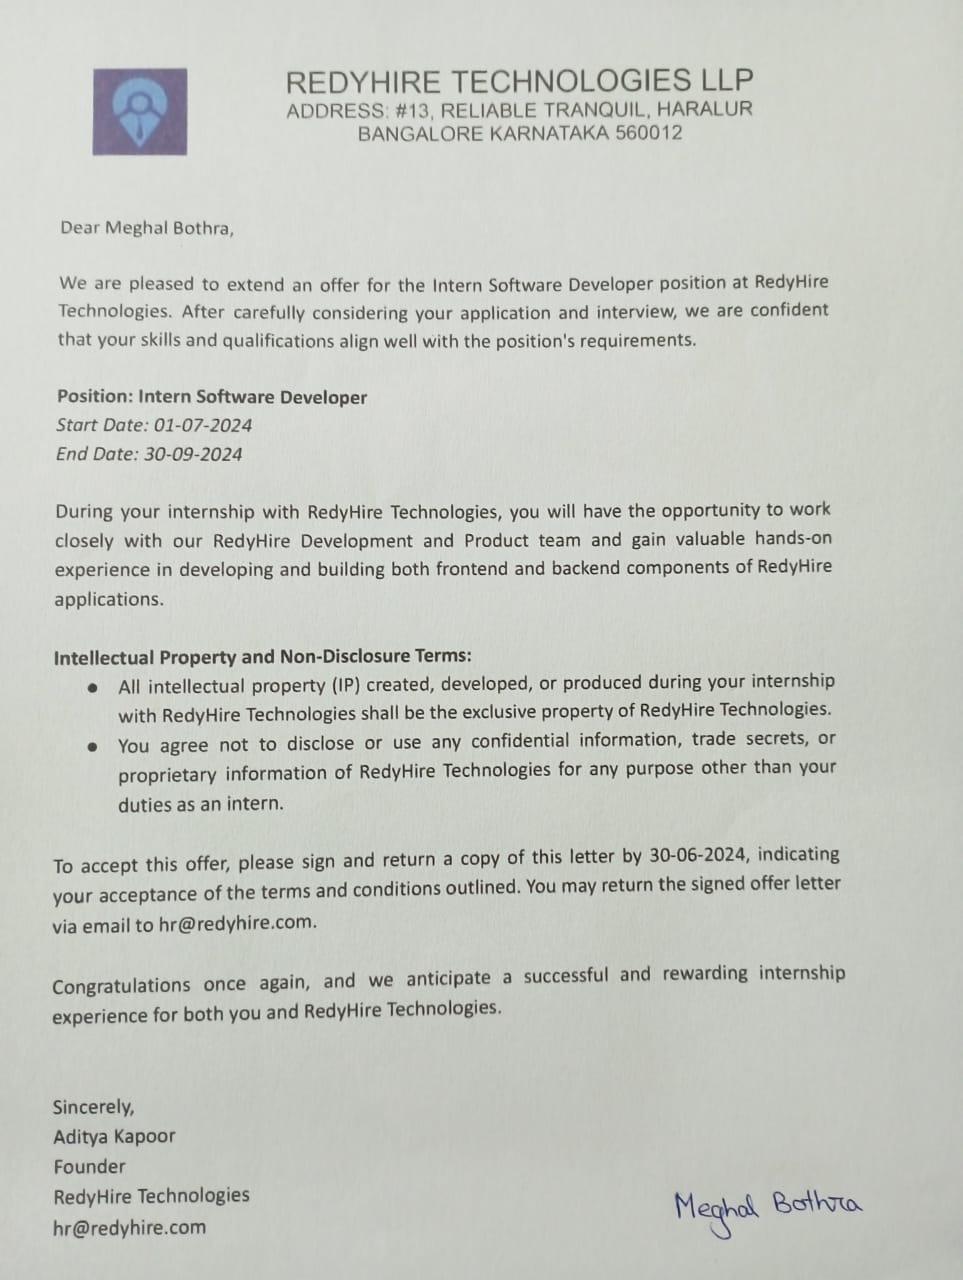 REDYHIRE TECHNOLOGIES LLP
ADDRESS: #13, RELIABLE TRANQUIL, HARALUR
BANGALORE KARNATAKA 560012
Dear Meghal Bothra,
We are pleased to extend an offer for the Intern Software Developer position at RedyHire
Technologies. After carefully considering your application and interview, we are confident
that your skills and qualifications align well with the position's requirements.
Position: Intern Software Developer
Start Date: 01-07-2024
End Date: 30-09-2024
During your internship with RedyHire Technologies, you will have the opportunity to work
closely with our RedyHire Development and Product team and gain valuable hands-on
experience in developing and building both frontend and backend components of RedyHire
applications.
Intellectual Property and Non-Disclosure Terms:
● All intellectual property (IP) created, developed, or produced during your internship
with RedyHire Technologies shall be the exclusive property of RedyHire Technologies.
● You agree not to disclose or use any confidential information, trade secrets, or
proprietary information of RedyHire Technologies for any purpose other than your
duties as an intern.
To accept this offer, please sign and return a copy of this letter by 30-06-2024, indicating
your acceptance of the terms and conditions outlined. You may return the signed offer letter
via email to hr@redyhire.com.
Congratulations once again, and we anticipate a successful and rewarding internship
experience for both you and RedyHire Technologies.
Sincerely,
Aditya Kapoor
Founder
RedyHire Technologies
hr@redyhire.com
Meghal Bothra